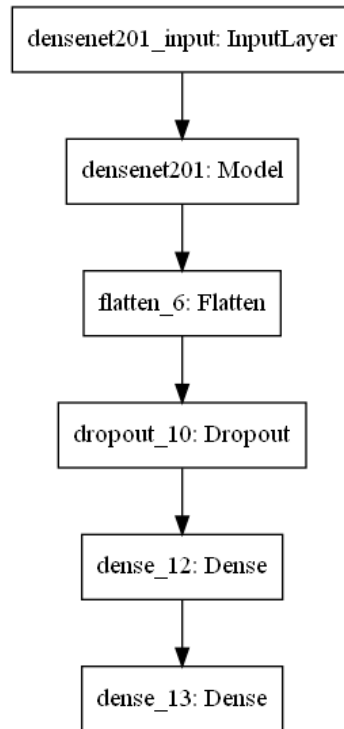 densenet201_input: InputLayer
densenet201: Model
flatten_6: Flatten
dropout_10: Dropout
dense_12: Dense
dense_13: Dense